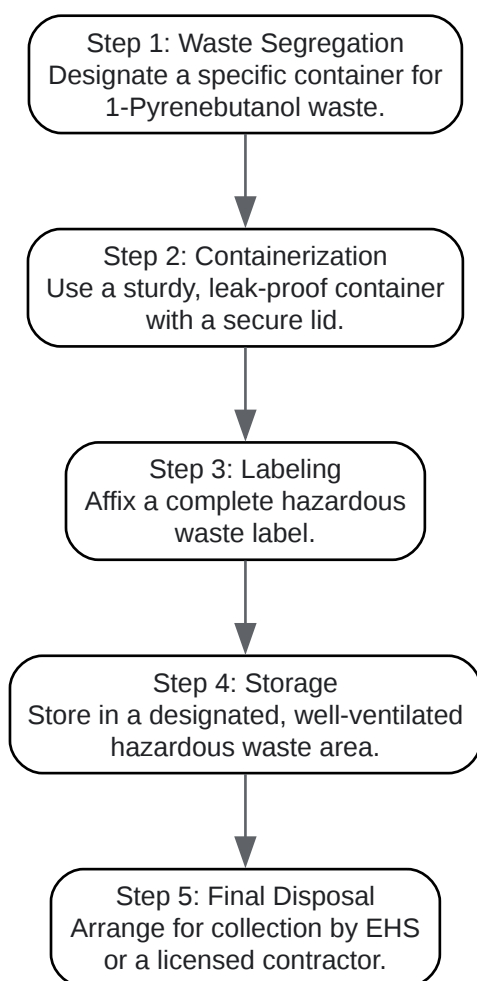 Step 1: Waste Segregation
Designate a specific container for
1-Pyrenebutanol waste.
Step 2: Containerization
Use a sturdy, leak-proof container
with a secure lid.
Step 3: Labeling
Affix a complete hazardous
waste label.
Step 4: Storage
Store in a designated, well-ventilated
hazardous waste area.
Step 5: Final Disposal
Arrange for collection by EHS
or a licensed contractor.